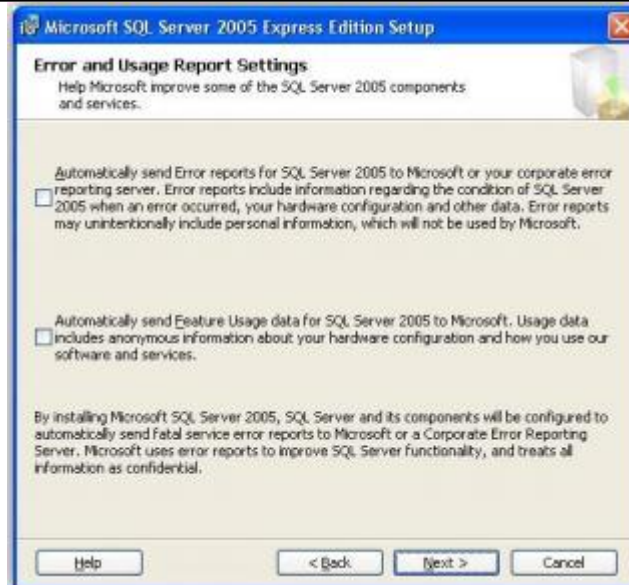 Microsoft SQL Server 2005 Express Edition Setup
Error and Usage Report Settings
Help Microsoft improve some of the SQL Server 2005 components
and services.
Automatically send Error reports for SQL Server 2005 to Microsoft or your corporate error
reporting server. Error reports include information regarding the condition of SQL Server
2005 when an error occurred, your hardware configuration and other data. Error reports
may unintentionally include personal information, which will not be used by Microsoft.
Automatically send Feature Usage data for SQL Server 2005 to Microsoft. Usage data
includes anonymous information about your hardware configuration and how you use our
software and services.
By installing Microsoft SQL Server 2005, SQL Server and its components will be configured to
automatically send fatal service error reports to Microsoft or a Corporate Error Reporting
Server. Microsoft uses error reports to improve SQL Server functionality, and treats all
information as confidential.
Help < Back Next > Cancel